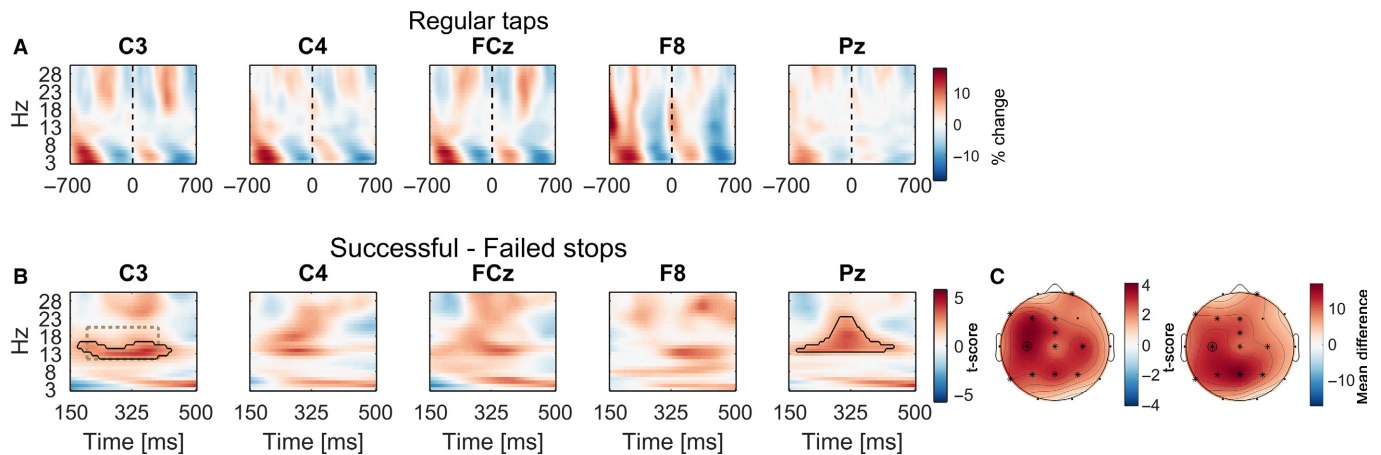 Regular taps
A
C3 C4 FCz F8 Pz
Hz
28
23
18
13
8
3
−700 0 700 −700 0 700 −700 0 700 −700 0 700 −700 0 700
10
0
−10
% change
Successful - Failed stops
B
C3 C4 FCz F8 Pz
Hz
28
23
18
13
8
3
150 325 500 150 325 500 150 325 500 150 325 500 150 325 500
Time [ms] Time [ms] Time [ms] Time [ms] Time [ms]
5
0
−5
t-score
C
4
2
0
−2
−4
t-score
10
0
−10
Mean difference